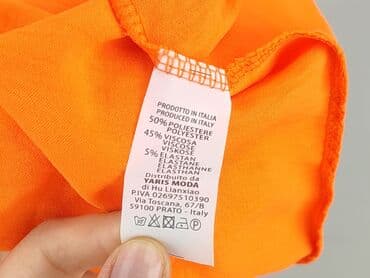 PRODOTTO IN ITALIA
PRODUCED IN ITALY
50% POLIESTERE
POLYESTER
45% VISCOSA
VISCOSE
VISKOSE
5% ELASTAN
ELASTANE
ELASTHANNE
ELASTHAN
Distribuito da
YARIS MODA
di Hu Lianxiao
P.IVA 02697510390
Via Toscana, 67/B
59100 PRATO - Italy